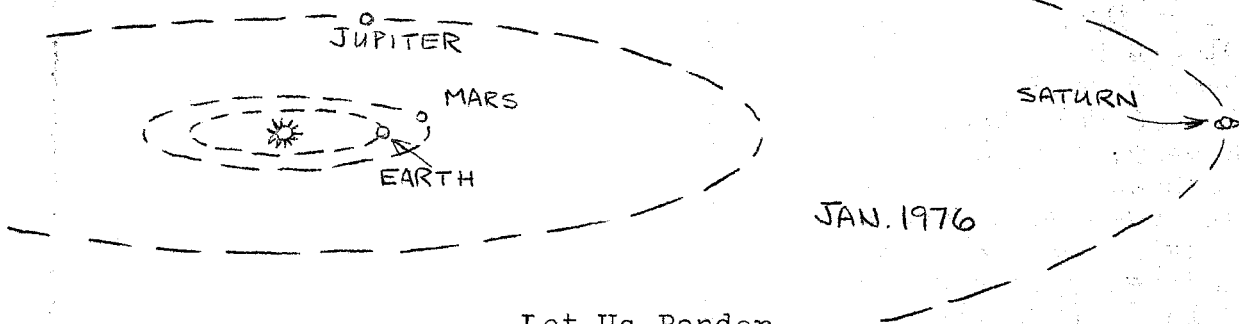 JUPITER
MARS
SATURN
EARTH
JAN. 1976
Let Us Ponder